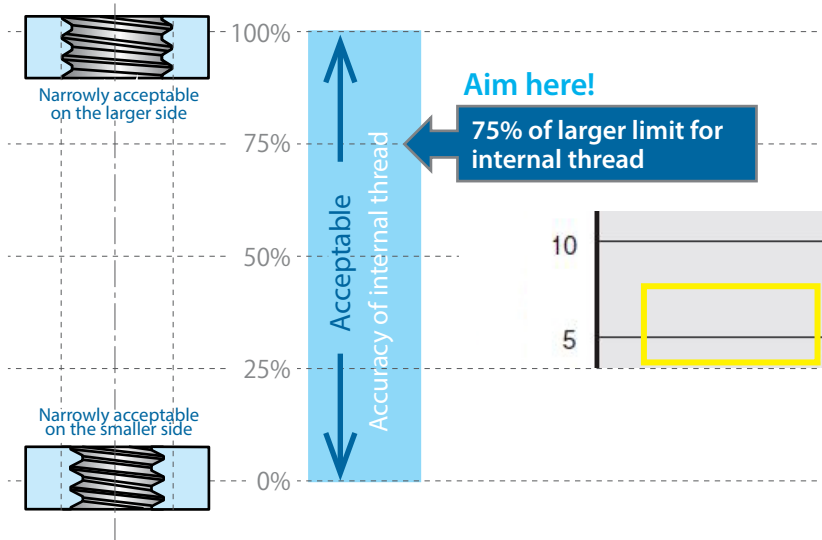 100%
Narrowly acceptable
on the larger side
Aim here!
75% of larger limit for
internal thread
75%
Acceptable
Accuracy of internal thread
10
50%
5
25%
Narrowly acceptable
on the smaller side
0%